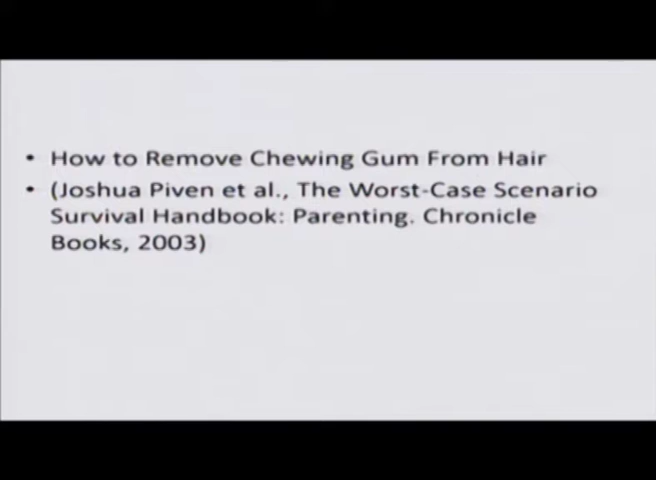 • How to Remove Chewing Gum From Hair
• (Joshua Piven et al., The Worst-Case Scenario
Survival Handbook: Parenting. Chronicle
Books, 2003)